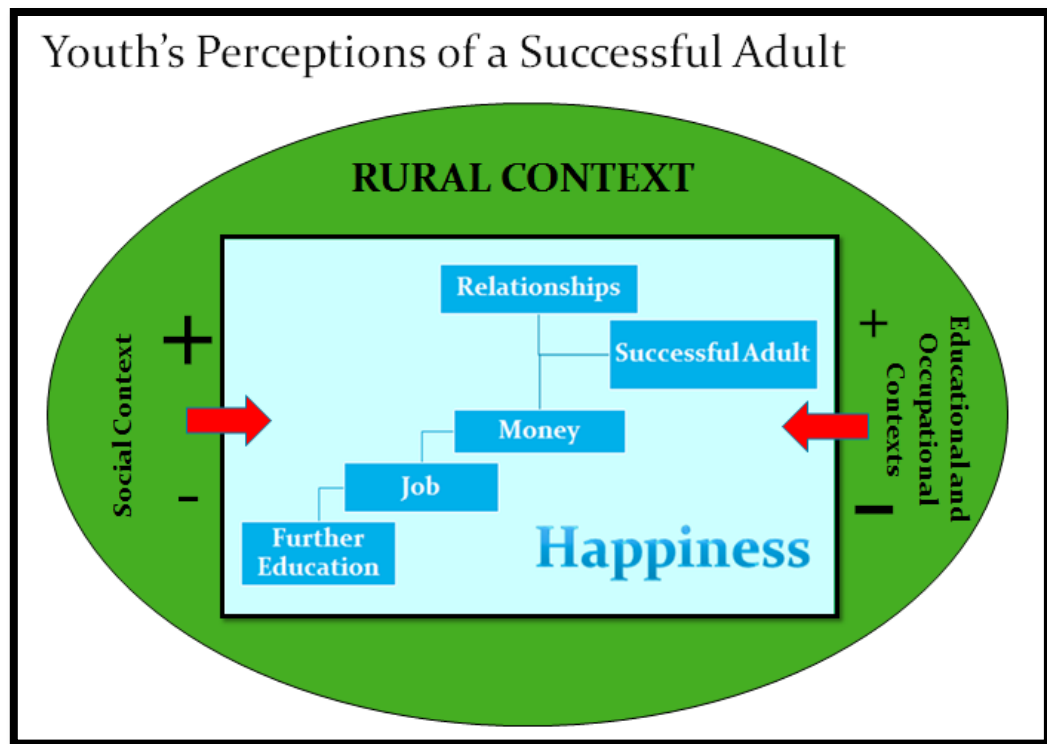 Youth's Perceptions of a Successful Adult
RURAL CONTEXT
Social Context
+
-
Relationships
Successful Adult
Money
Job
Further
Education
Happiness
+
-
Educational and
Occupational
Contexts